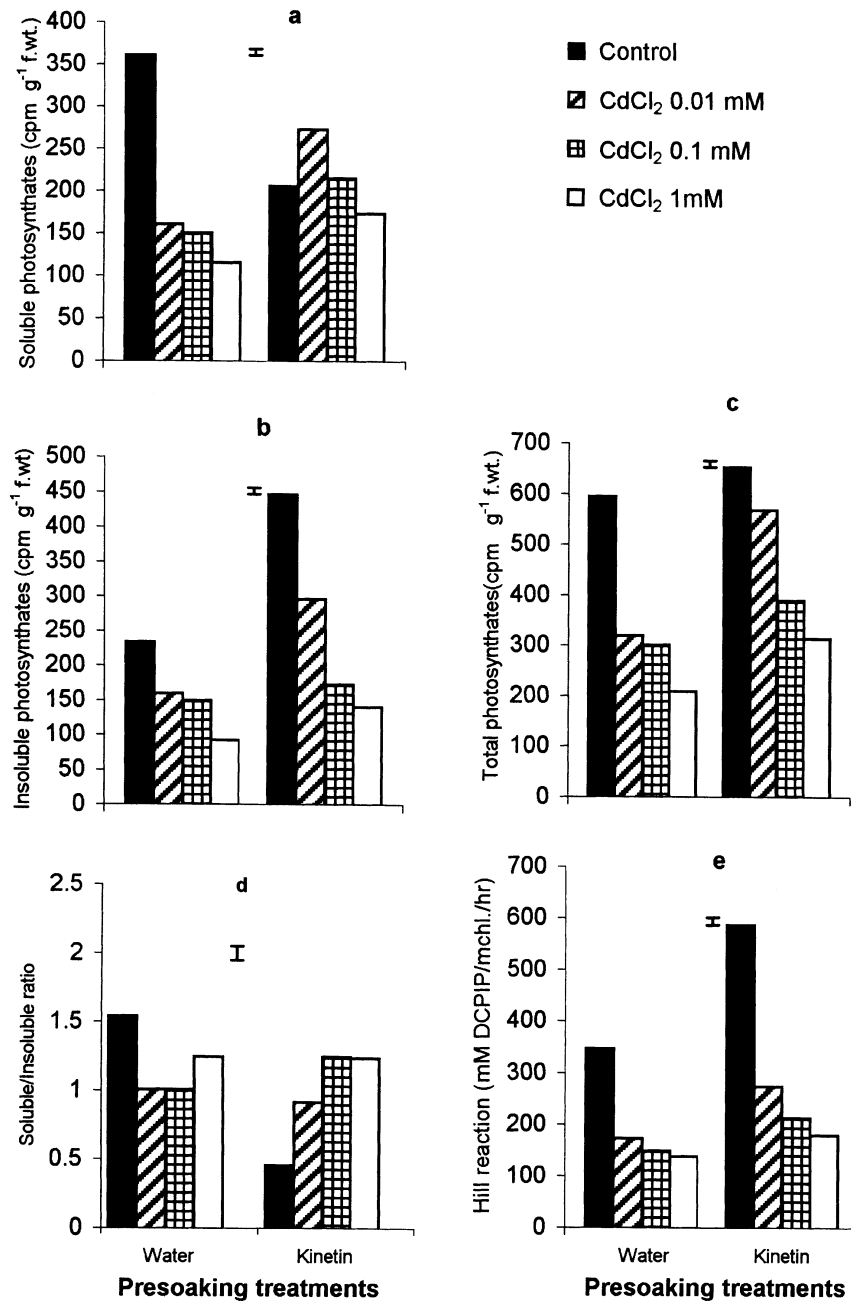 a
Soluble photosynthates (cpm g⁻¹ f.wt.)
400
350
300
250
200
150
100
50
0
Control
CdCl₂ 0.01 mM
CdCl₂ 0.1 mM
CdCl₂ 1mM
b
Insoluble photosynthates (cpm g⁻¹ f.wt)
500
450
400
350
300
250
200
150
100
50
0
c
Total photosynthates(cpm g⁻¹ f.wt.)
700
600
500
400
300
200
100
0
d
Soluble/Insoluble ratio
2.5
2
1.5
1
0.5
0
Water
Kinetin
Presoaking treatments
e
Hill reaction (mM DCPIP/mchl./hr)
700
600
500
400
300
200
100
0
Water
Kinetin
Presoaking treatments